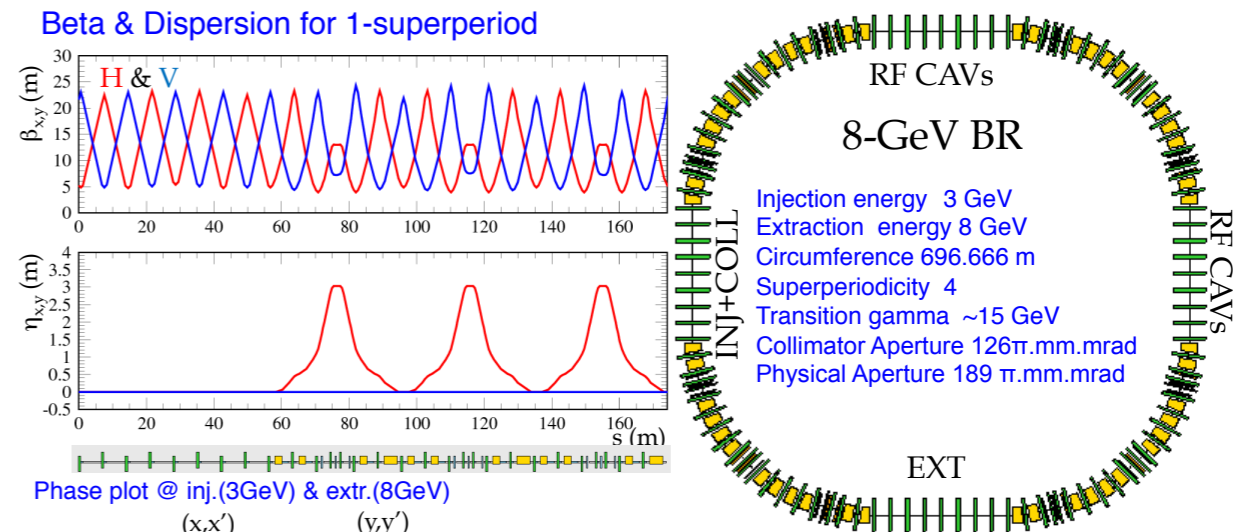 Beta & Dispersion for 1-superperiod
H & V
βx,y (m)
30
25
20
15
10
5
0
0 20 40 60 80 100 120 140 160
ηx,y (m)
4
3.5
3
2.5
2
1.5
1
0.5
0
-0.5
0 20 40 60 80 100 120 140 160
s (m)
Phase plot @ inj.(3GeV) & extr.(8GeV)
(x,x′) (y,y′)
RF CAVs
8-GeV BR
Injection energy 3 GeV
Extraction energy 8 GeV
Circumference 696.666 m
Superperiodicity 4
Transition gamma ~15 GeV
Collimator Aperture 126π.mm.mrad
Physical Aperture 189 π.mm.mrad
INJ+COLL
RF CAVs
EXT